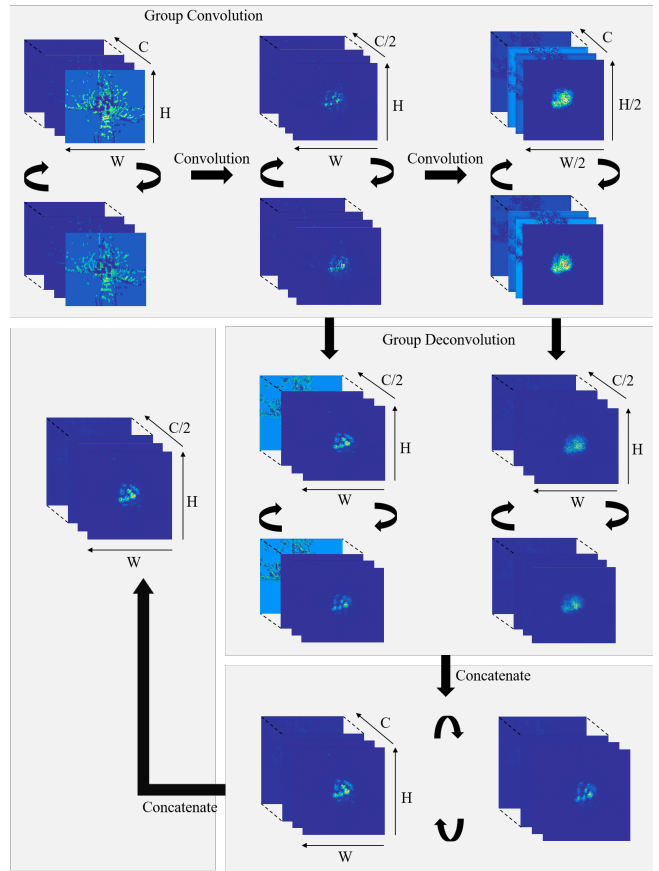 Group Convolution
C
H
W
Convolution
C/2
W
Convolution
C
H/2
W/2
Group Deconvolution
C/2
H
W
C/2
H
W
C/2
H
W
Concatenate
C
H
W
Concatenate